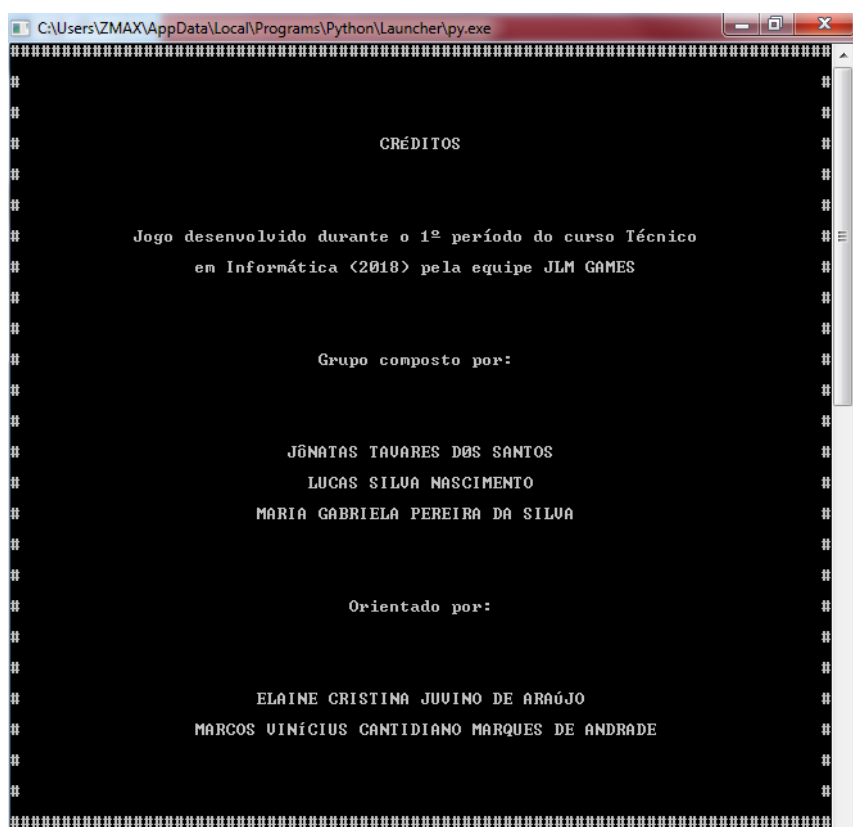 C:\Users\ZMAX\AppData\Local\Programs\Python\Launcher\py.exe
################################################################################
# #
# #
# CRéDITOS #
# #
# #
# Jogo desenvolvido durante o 1º período do curso Técnico #
# em Informática (2018) pela equipe JLM GAMES #
# #
# #
# Grupo composto por: #
# #
# #
# JôNATAS TAVARES DØS SANTOS #
# LUCAS SILVA NASCIMENTO #
# MARIA GABRIELA PEREIRA DA SILVA #
# #
# #
# Orientado por: #
# #
# #
# ELAINE CRISTINA JUVINO DE ARAúJO #
# MARCOS VINíCIUS CANTIDIANO MARQUES DE ANDRADE #
# #
# #
################################################################################